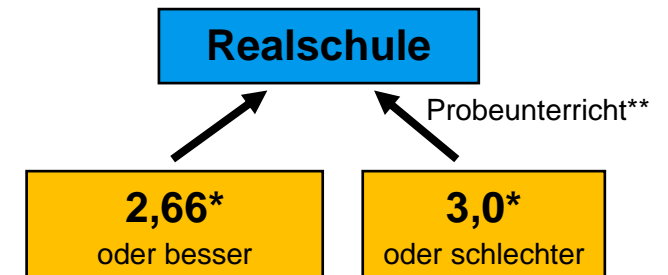 Realschule
Probeunterricht**
2,66*
oder besser
3,0*
oder schlechter